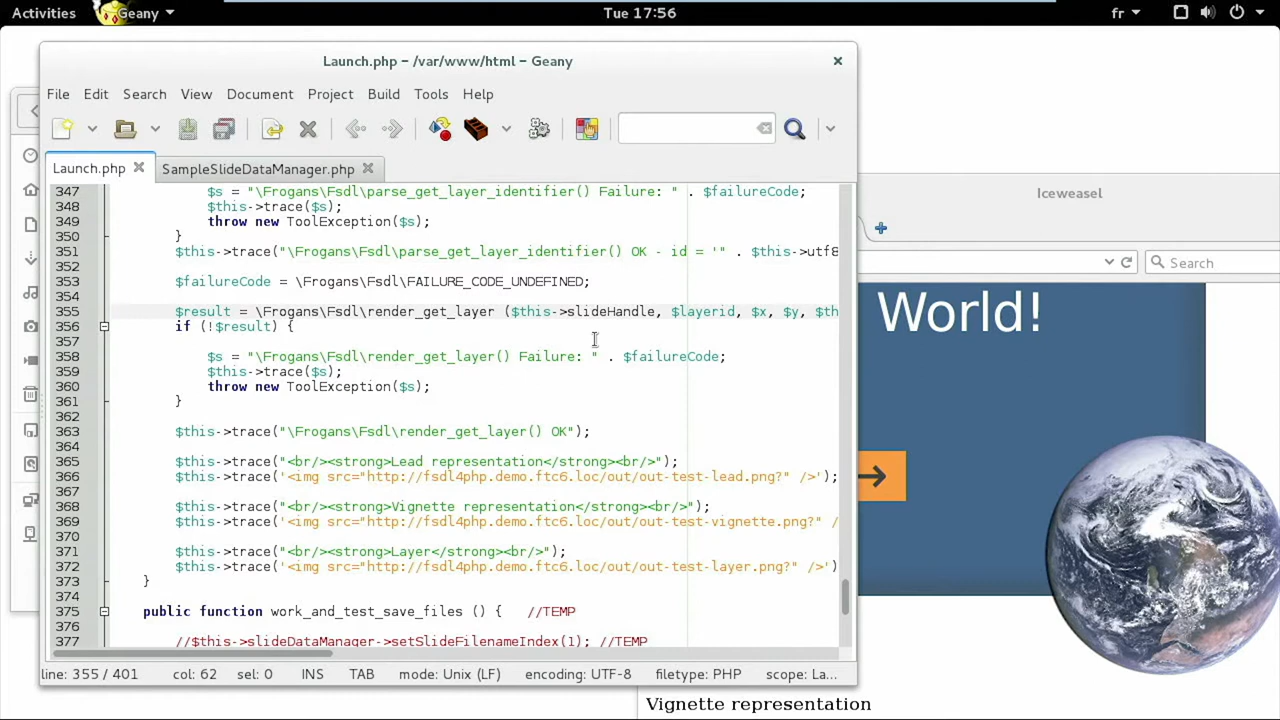 Activities Geany Tue 17:56 fr
Launch.php – /var/www/html – Geany
File Edit Search View Document Project Build Tools Help
Launch.php SampleSlideDataManager.php
347 $s = "\Frogans\Fsdl\parse_get_layer_identifier() Failure: " . $failureCode;
348 $this->trace($s);
349 throw new ToolException($s);
350 }
351 $this->trace("\Frogans\Fsdl\parse_get_layer_identifier() OK - id = '" . $this->utf8
352
353 $failureCode = \Frogans\Fsdl\FAILURE_CODE_UNDEFINED;
354
355 $result = \Frogans\Fsdl\render_get_layer ($this->slideHandle, $layerid, $x, $y, $th
356 if (!$result) {
357
358 $s = "\Frogans\Fsdl\render_get_layer() Failure: " . $failureCode;
359 $this->trace($s);
360 throw new ToolException($s);
361 }
362
363 $this->trace("\Frogans\Fsdl\render_get_layer() OK");
364
365 $this->trace("<br/><strong>Lead representation</strong><br/>");
366 $this->trace('<img src="http://fsdl4php.demo.ftc6.loc/out/out-test-lead.png?" />');
367
368 $this->trace("<br/><strong>Vignette representation</strong><br/>");
369 $this->trace('<img src="http://fsdl4php.demo.ftc6.loc/out/out-test-vignette.png?" /
370
371 $this->trace("<br/><strong>Layer</strong><br/>");
372 $this->trace('<img src="http://fsdl4php.demo.ftc6.loc/out/out-test-layer.png?" />')
373 }
374
375 public function work_and_test_save_files () { //TEMP
376
377 //$this->slideDataManager->setSlideFilenameIndex(1); //TEMP
line: 355 / 401 col: 62 sel: 0 INS TAB mode: Unix (LF) encoding: UTF-8 filetype: PHP scope: La...
Iceweasel
Search
World!
Vignette representation